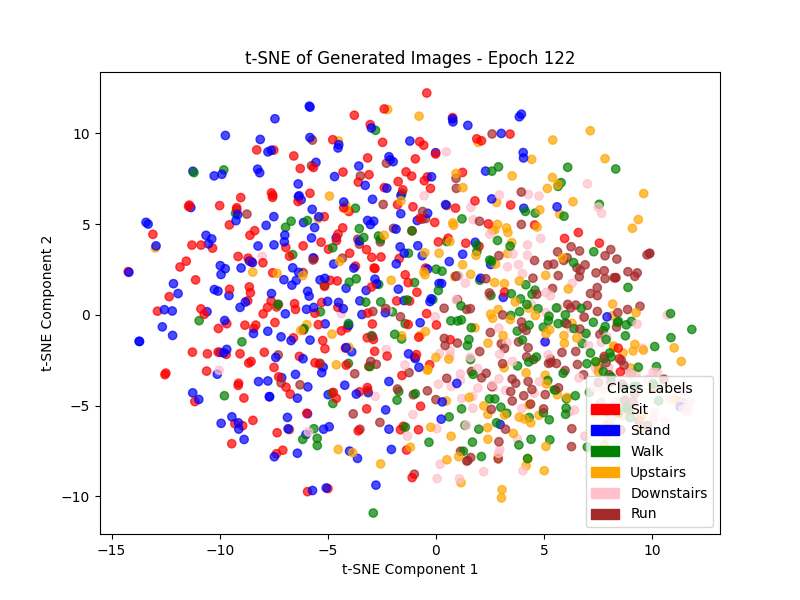 t-SNE of Generated Images - Epoch 122
t-SNE Component 2
10
5
0
−5
−10
Class Labels
Sit
Stand
Walk
Upstairs
Downstairs
Run
−15
−10
−5
0
5
10
t-SNE Component 1